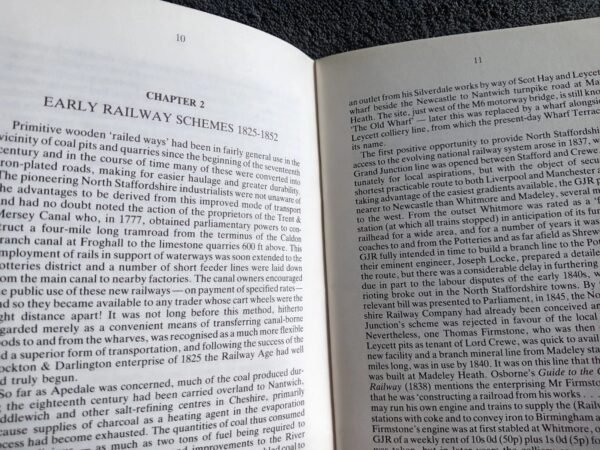 10
CHAPTER 2
EARLY RAILWAY SCHEMES 1825-1852
Primitive wooden 'railed ways' had been in fairly general use in the
vicinity of coal pits and quarries since the beginning of the seventeenth
century and in the course of time many of these were converted into
iron-plated roads, making for easier haulage and greater durability.
The pioneering North Staffordshire industrialists were not unaware of
the advantages to be derived from this improved mode of transport
and had no doubt noted the action of the proprietors of the Trent
Mersey Canal who, in 1777, obtained parliamentary powers to con-
struct a four-mile long tramroad from the terminus of the Caldon
branch canal at Froghall to the limestone quarries 600 ft above. This
employment of rails in support of waterways was soon extended to the
otteries district and a number of short feeder lines were laid down
om the main canal to nearby factories. The canal owners encouraged
e public use of these new railways — on payment of specified rates—
nd so they became available to any trader whose cart wheels were the
ght distance apart! It was not long before this method, hitherto
egarded merely as a convenient means of transferring canal-borne
oods to and from the wharves, was recognised as a much more flexible
nd a superior form of transportation, and following the success of the
ockton & Darlington enterprise of 1825 the Railway Age had well
d truly begun.
So far as Apedale was concerned, much of the coal produced dur-
g the eighteenth century had been carried overland to Nantwich,
ddlewich and other salt-refining centres in Cheshire, primarily
cause supplies of charcoal as a heating agent in the evaporation
ocess had become exhausted. The quantities of coal thus consumed
as much as two tons of fuel being required to
and improvements to the River
coal to
11
an outlet from his Silverdale works by way of Scot Hay and Leycett
wharf beside the Newcastle to Nantwich turnpike road at Ma
Heath. The site, just west of the M6 motorway bridge, is still know
'The Old Wharf' — later this was replaced by a wharf alongside
Leycett colliery line, from which the present-day Wharf Terrac
its name.
The first positive opportunity to provide North Staffordsh
access to the evolving national railway system arose in 1837, w
Grand Junction line was opened between Stafford and Crewe.
tunately for local aspirations, but with the object of secu
shortest practicable route to both Liverpool and Manchester a
taking advantage of the easiest gradients available, the GJR p
nearer to Newcastle than Whitmore and Madeley, several m
to the west. From the outset Whitmore was rated as a 'f
station (at which all trains stopped) in anticipation of its fu
railhead for a wide area, and for a number of years it was
coaches to and from the Potteries and as far afield as Shrews
GJR fully intended in time to build a branch line to the Pot
their eminent engineer, Joseph Locke, prepared a detaile
the route, but there was a considerable delay in furthering
due in part to the labour disputes of the early 1840s, w
rioting broke out in the North Staffordshire towns. By
relevant bill was presented to Parliament, in 1845, the Nor
shire Railway Company had already been conceived an
Junction's scheme was rejected in favour of the local
Nevertheless, one Thomas Firmstone, who was then
Leycett pits as tenant of Lord Crewe, was quick to avail
new facility and a branch mineral line from Madeley stat
miles long, was in use by 1840. It was on this line that t
was built at Madeley Heath. Osborne's Guide to the G
Railway (1838) mentions the enterprising Mr Firmston
that he was 'constructing a railroad from his works . . .
may run his own engine and trains to supply the (Railw
stations with coke and to convey iron to Birmingham a
Firmstone's engine was at first stabled at Whitmore, o
GJR of a weekly rent of 10s 0d (50p) plus 1s 0d (5p) for